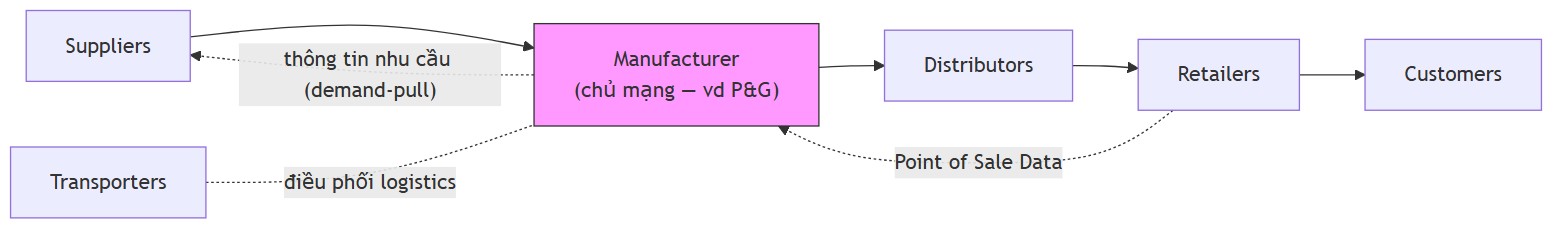 Suppliers
thông tin nhu cầu
(demand-pull)
Manufacturer
(chủ mạng — vd P&G)
Distributors
Retailers
Customers
Transporters
điều phối logistics
Point of Sale Data